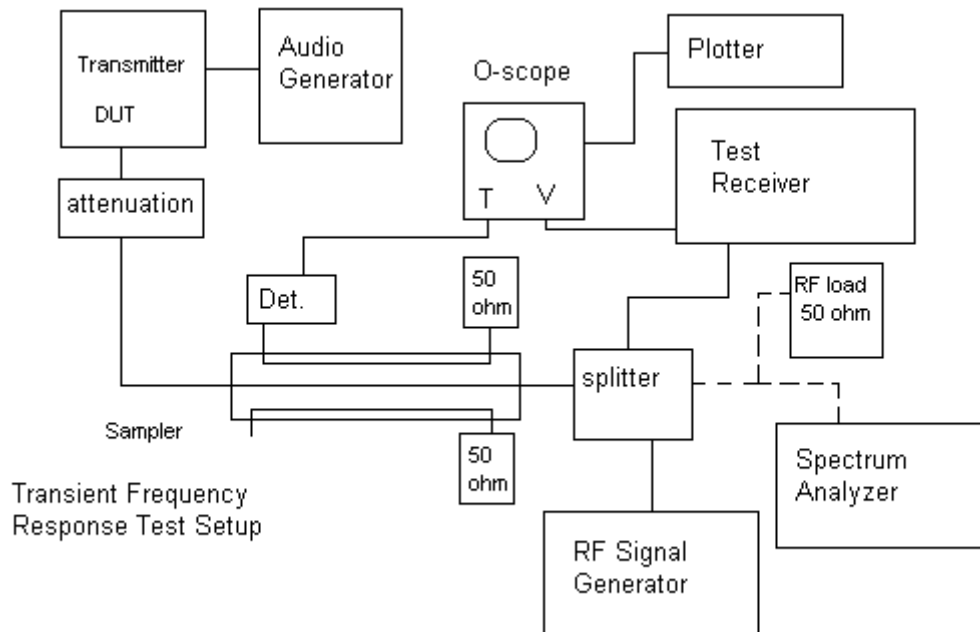 Transmitter
DUT
Audio
Generator
O-scope
Plotter
T V
Test
Receiver
attenuation
Det.
50
ohm
RF load
50 ohm
splitter
Sampler
50
ohm
Spectrum
Analyzer
Transient Frequency
Response Test Setup
RF Signal
Generator